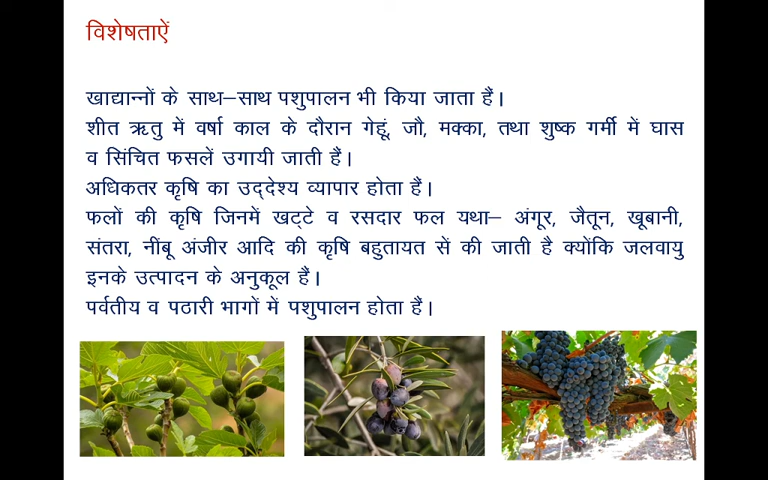 विशेषताऐं
खाद्यान्नों के साथ–साथ पशुपालन भी किया जाता हैं।
शीत ऋतु में वर्षा काल के दौरान गेहूं, जौ, मक्का, तथा शुष्क गर्मी में घास
व सिंचित फसलें उगायी जाती हैं।
अधिकतर कृषि का उद्देश्य व्यापार होता हैं।
फलों की कृषि जिनमें खट्टे व रसदार फल यथा– अंगूर, जैतून, खूबानी,
संतरा, नींबू अंजीर आदि की कृषि बहुतायत सें की जाती है क्योंकि जलवायु
इनके उत्पादन के अनुकूल हैं।
पर्वतीय व पठारी भागों में पशुपालन होता हैं।